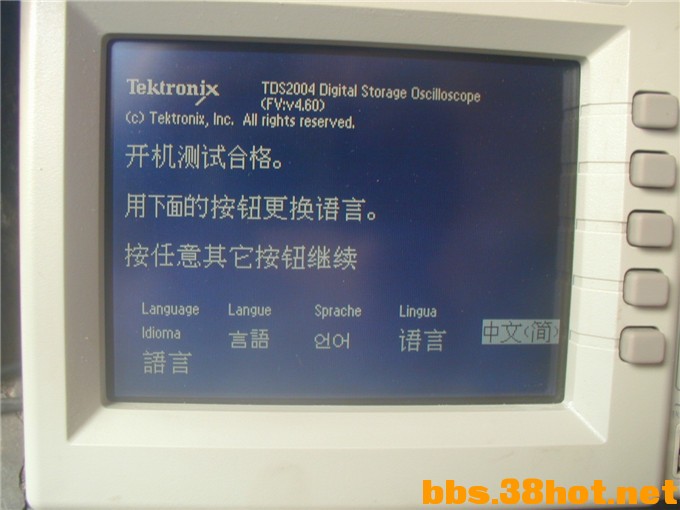 Tektronix TDS2004 Digital Storage Oscilloscope
(FV:v4.60)
(c) Tektronix, Inc. All rights reserved.
开机测试合格。
用下面的按钮更换语言。
按任意其它按钮继续
Language Langue Sprache Lingua
Idioma 言語 언어 语言 中文(简)
語言
bbs.38hot.net